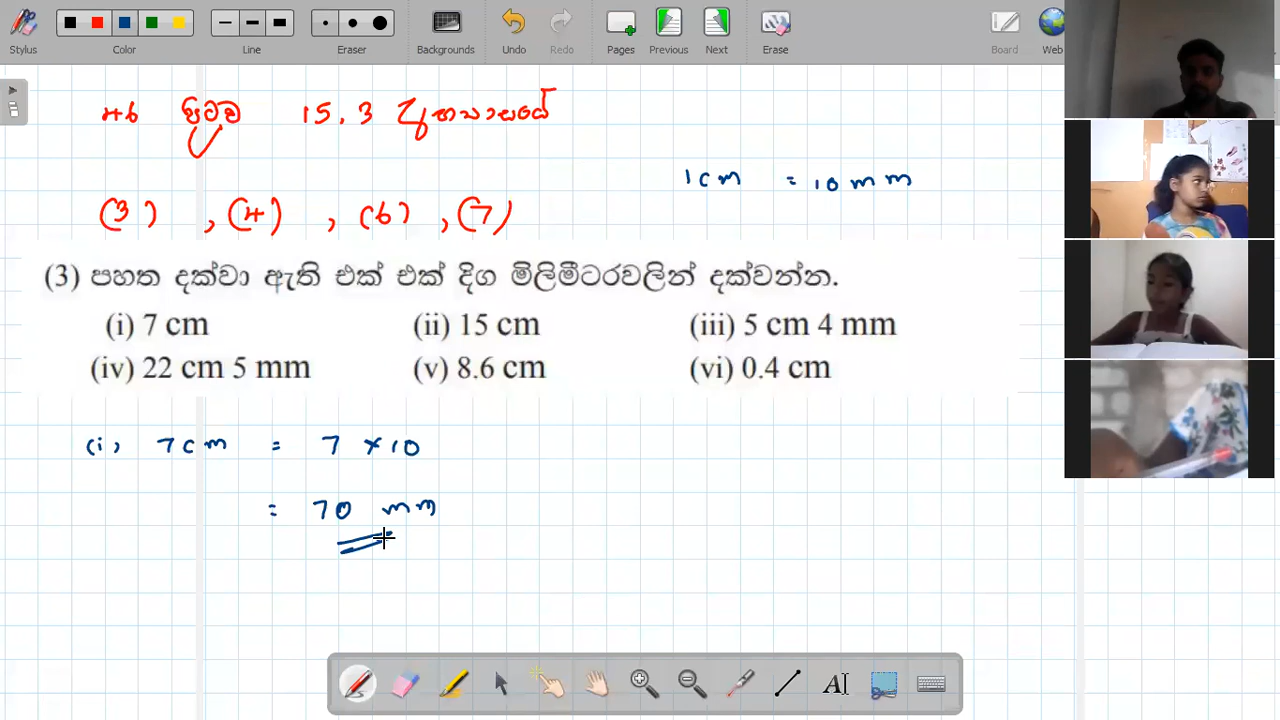 Stylus Color Line Eraser Backgrounds Undo Redo Pages Previous Next Erase Board Web
46 පිටුව 15.3 අභ්‍යාසයේ
1cm = 10 mm
(3) , (4) , (6) , (7)
(3) පහත දක්වා ඇති එක් එක් දිග මිලිමීටරවලින් දක්වන්න.
(i) 7 cm (ii) 15 cm (iii) 5 cm 4 mm
(iv) 22 cm 5 mm (v) 8.6 cm (vi) 0.4 cm
(i) 7cm = 7 × 10
= 70 mm